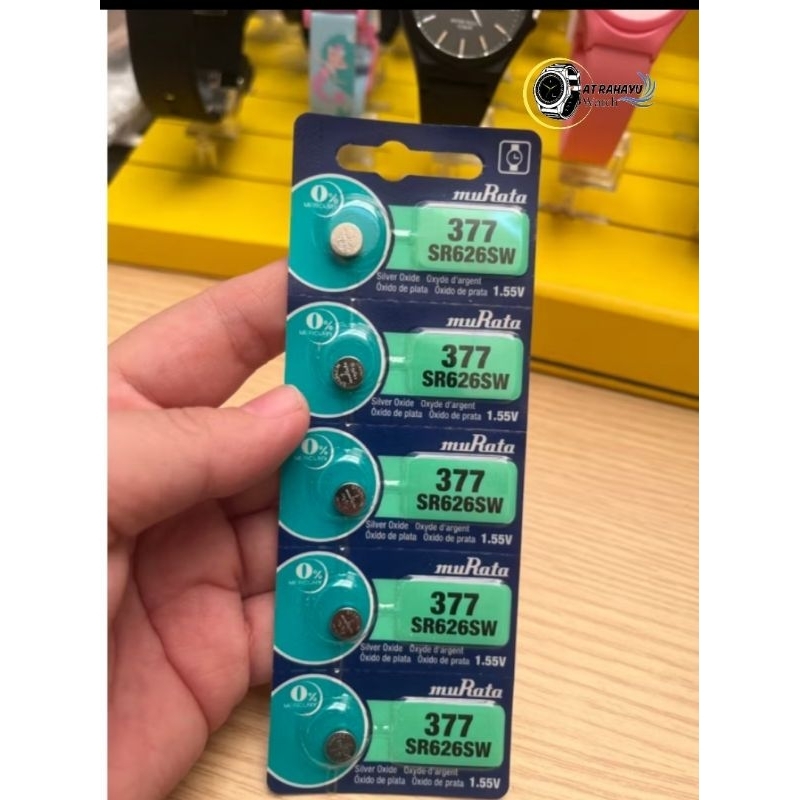 AT RAHAYU
Watch
muRata
0%
MERCURY
377
SR626SW
Silver Oxide Oxyde d'argent
Óxido de plata Óxido de prata 1.55V
muRata
0%
MERCURY
377
SR626SW
Silver Oxide Oxyde d'argent
Óxido de plata Óxido de prata 1.55V
muRata
0%
MERCURY
377
SR626SW
Silver Oxide Oxyde d'argent
Óxido de plata Óxido de prata 1.55V
muRata
0%
MERCURY
377
SR626SW
Silver Oxide Oxyde d'argent
Óxido de plata Óxido de prata 1.55V
muRata
0%
MERCURY
377
SR626SW
Silver Oxide Oxyde d'argent
Óxido de plata Óxido de prata 1.55V